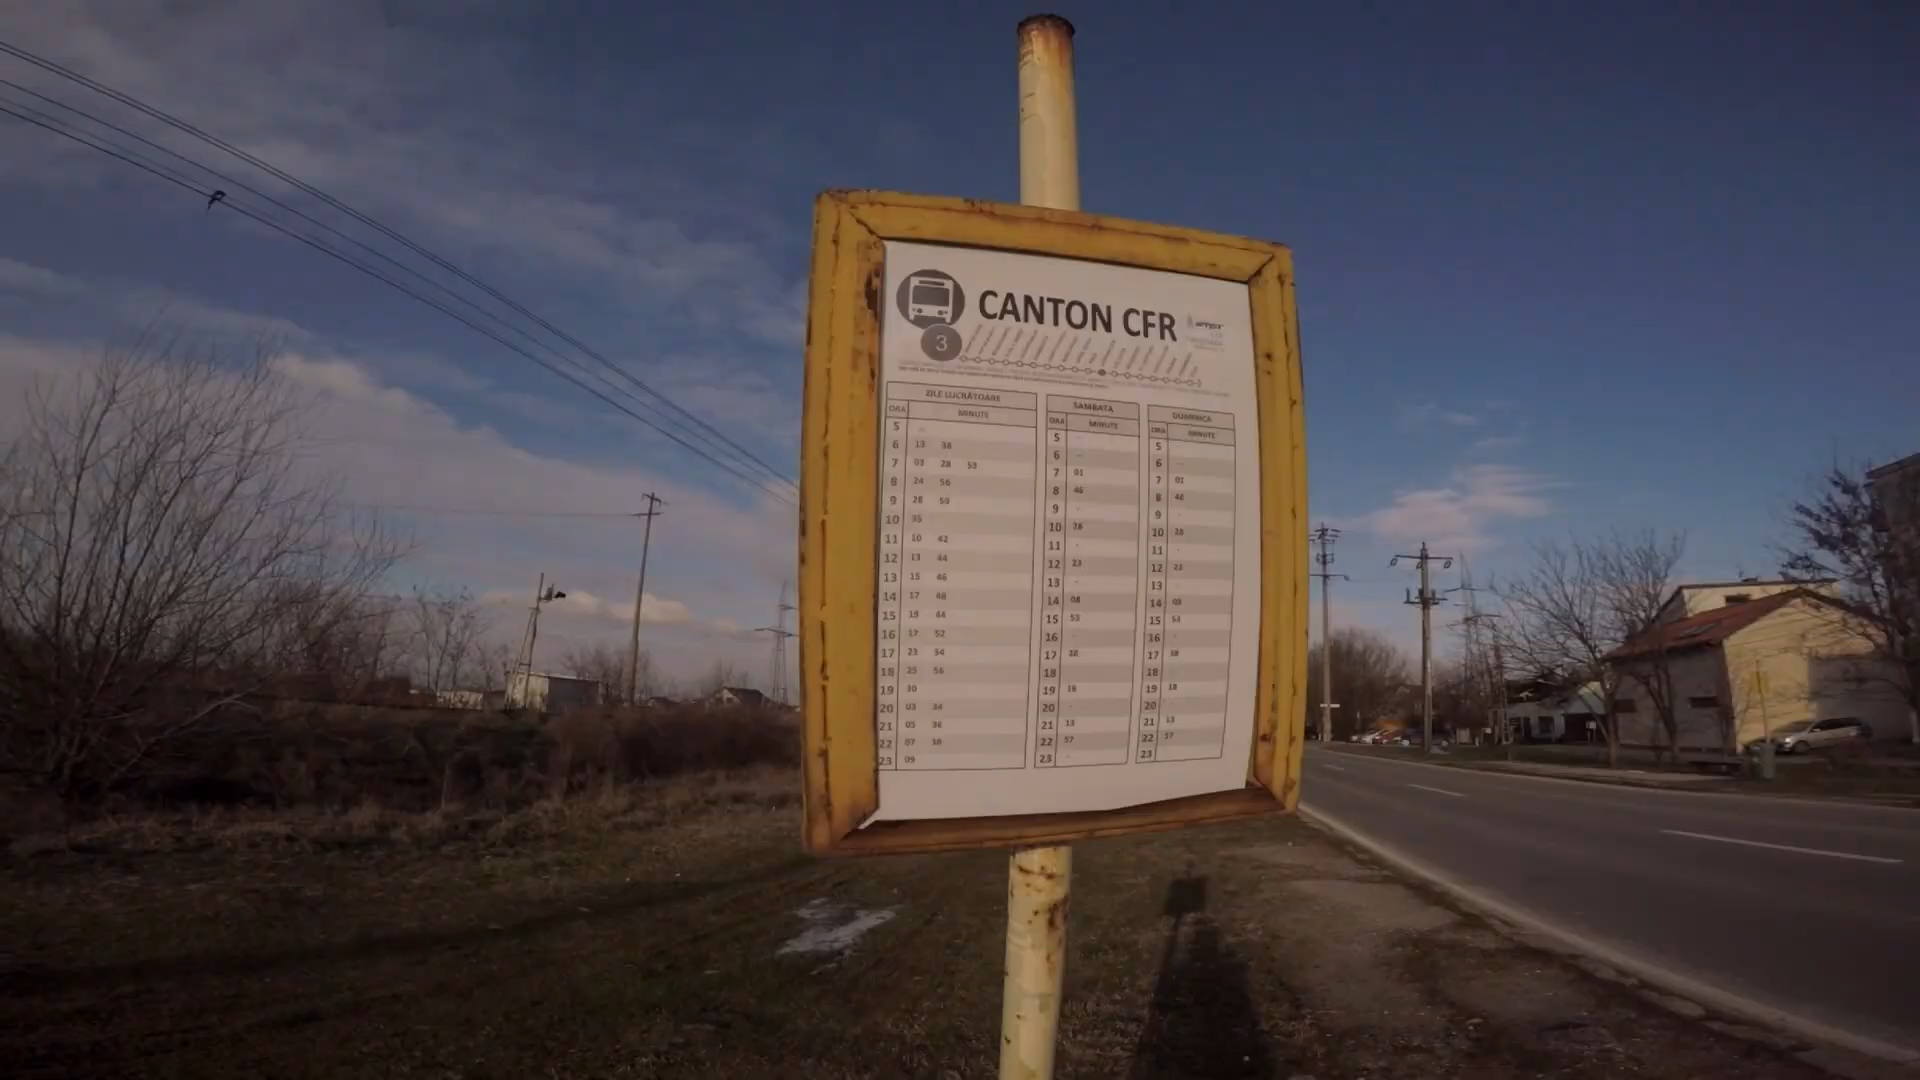 CANTON CFR
3
ZILE LUCRĂTOARE
ORA MINUTE
5 -
6 13 38
7 03 28 53
8 24 56
9 28 59
10 35
11 10 42
12 13 44
13 15 46
14 17 48
15 19 44
16 17 52
17 23 54
18 25 56
19 30
20 03 34
21 05 36
22 07 38
23 09
SAMBATA
ORA MINUTE
5 -
6 -
7 01
8 46
9 -
10 28
11 -
12 23
13 -
14 08
15 53
16 -
17 38
18 -
19 18
20 -
21 13
22 57
23 -
DUMINICA
ORA MINUTE
5 -
6 -
7 01
8 46
9 -
10 28
11 -
12 23
13 -
14 08
15 53
16 -
17 38
18
19 18
20 -
21 13
22 57
23